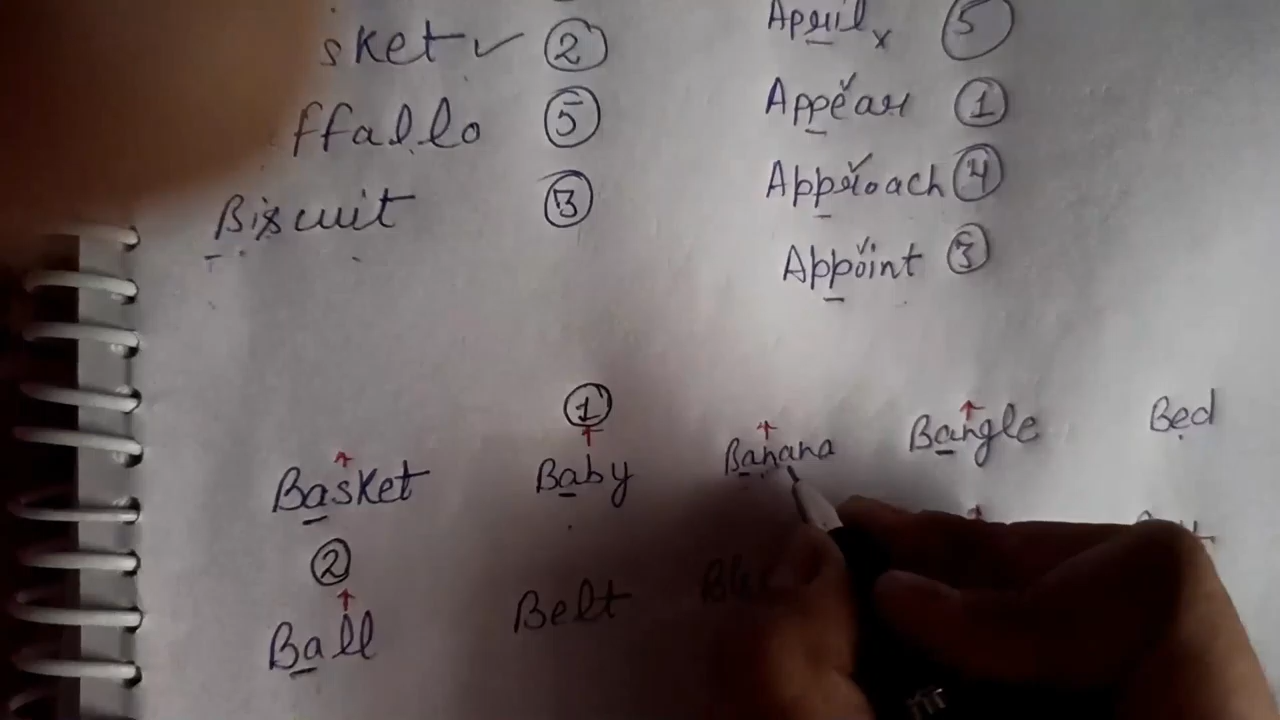 sket ✓ ② April x ⑤
ffallo ⑤ Appear ①
Biscuit ③ Approach ④
Appoint ③
①
Basket Baby Banana Bangle Bed
②
Ball Belt